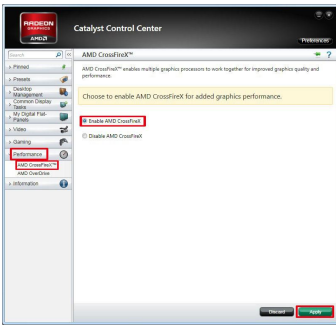 RADEON
GRAPHICS
AMD
Catalyst Control Center
Preferences
Search
AMD CrossFireX™
Pinned
Presets
Desktop
Management
Common Display
Tasks
My Digital Flat-
Panels
Video
Gaming
Performance
AMD CrossFireX™
AMD OverDrive
Information
AMD CrossFireX™ enables multiple graphics processors to work together for improved graphics quality and
performance.
Choose to enable AMD CrossFireX for added graphics performance.
Enable AMD CrossFireX
Disable AMD CrossFireX
Discard
Apply